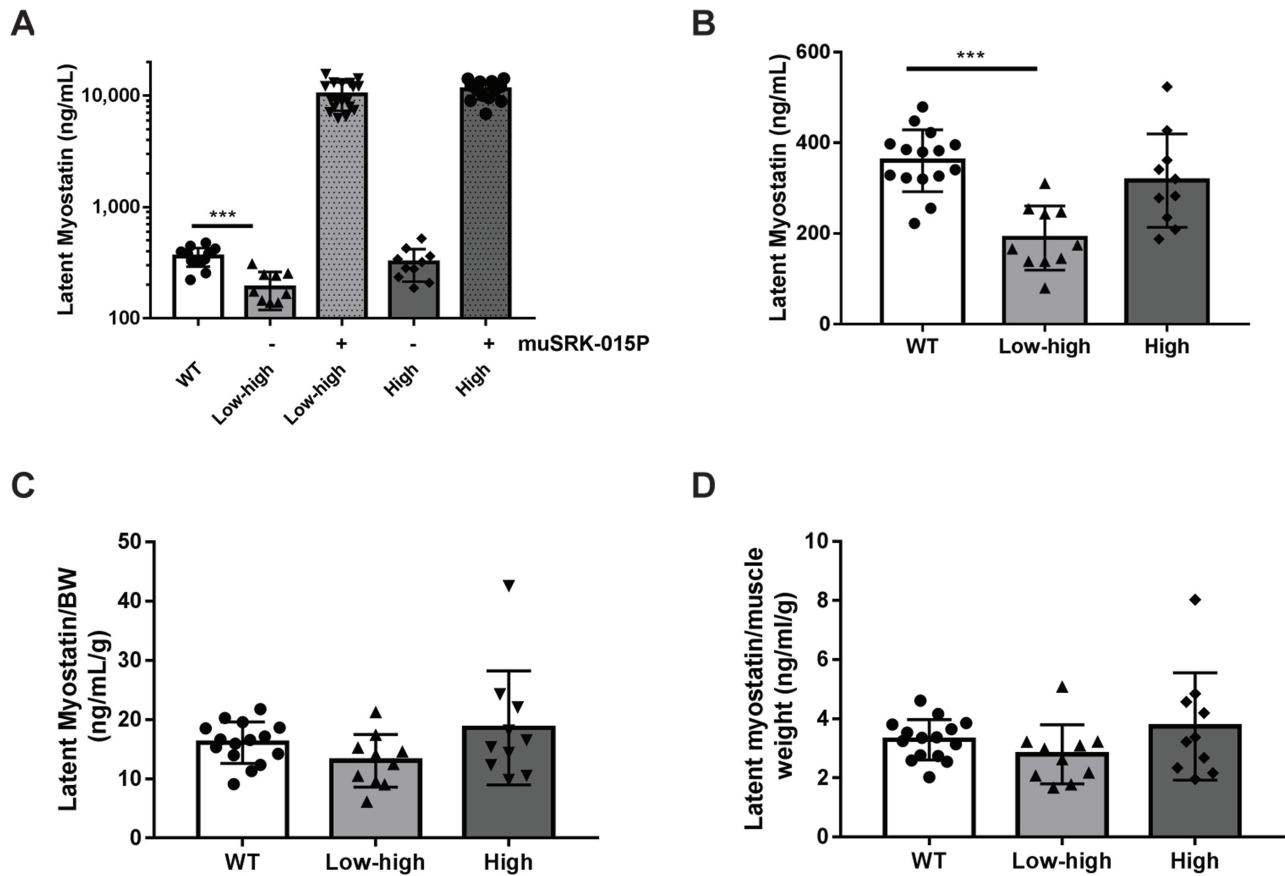 A
Latent Myostatin (ng/mL)
10,000
1,000
100
***
- + - + muSRK-015P
WT Low-high Low-high High High
B
Latent Myostatin (ng/mL)
600
400
200
0
***
WT Low-high High
C
Latent Myostatin/BW
(ng/mL/g)
50
40
30
20
10
0
WT Low-high High
D
Latent myostatin/muscle
weight (ng/ml/g)
10
8
6
4
2
0
WT Low-high High